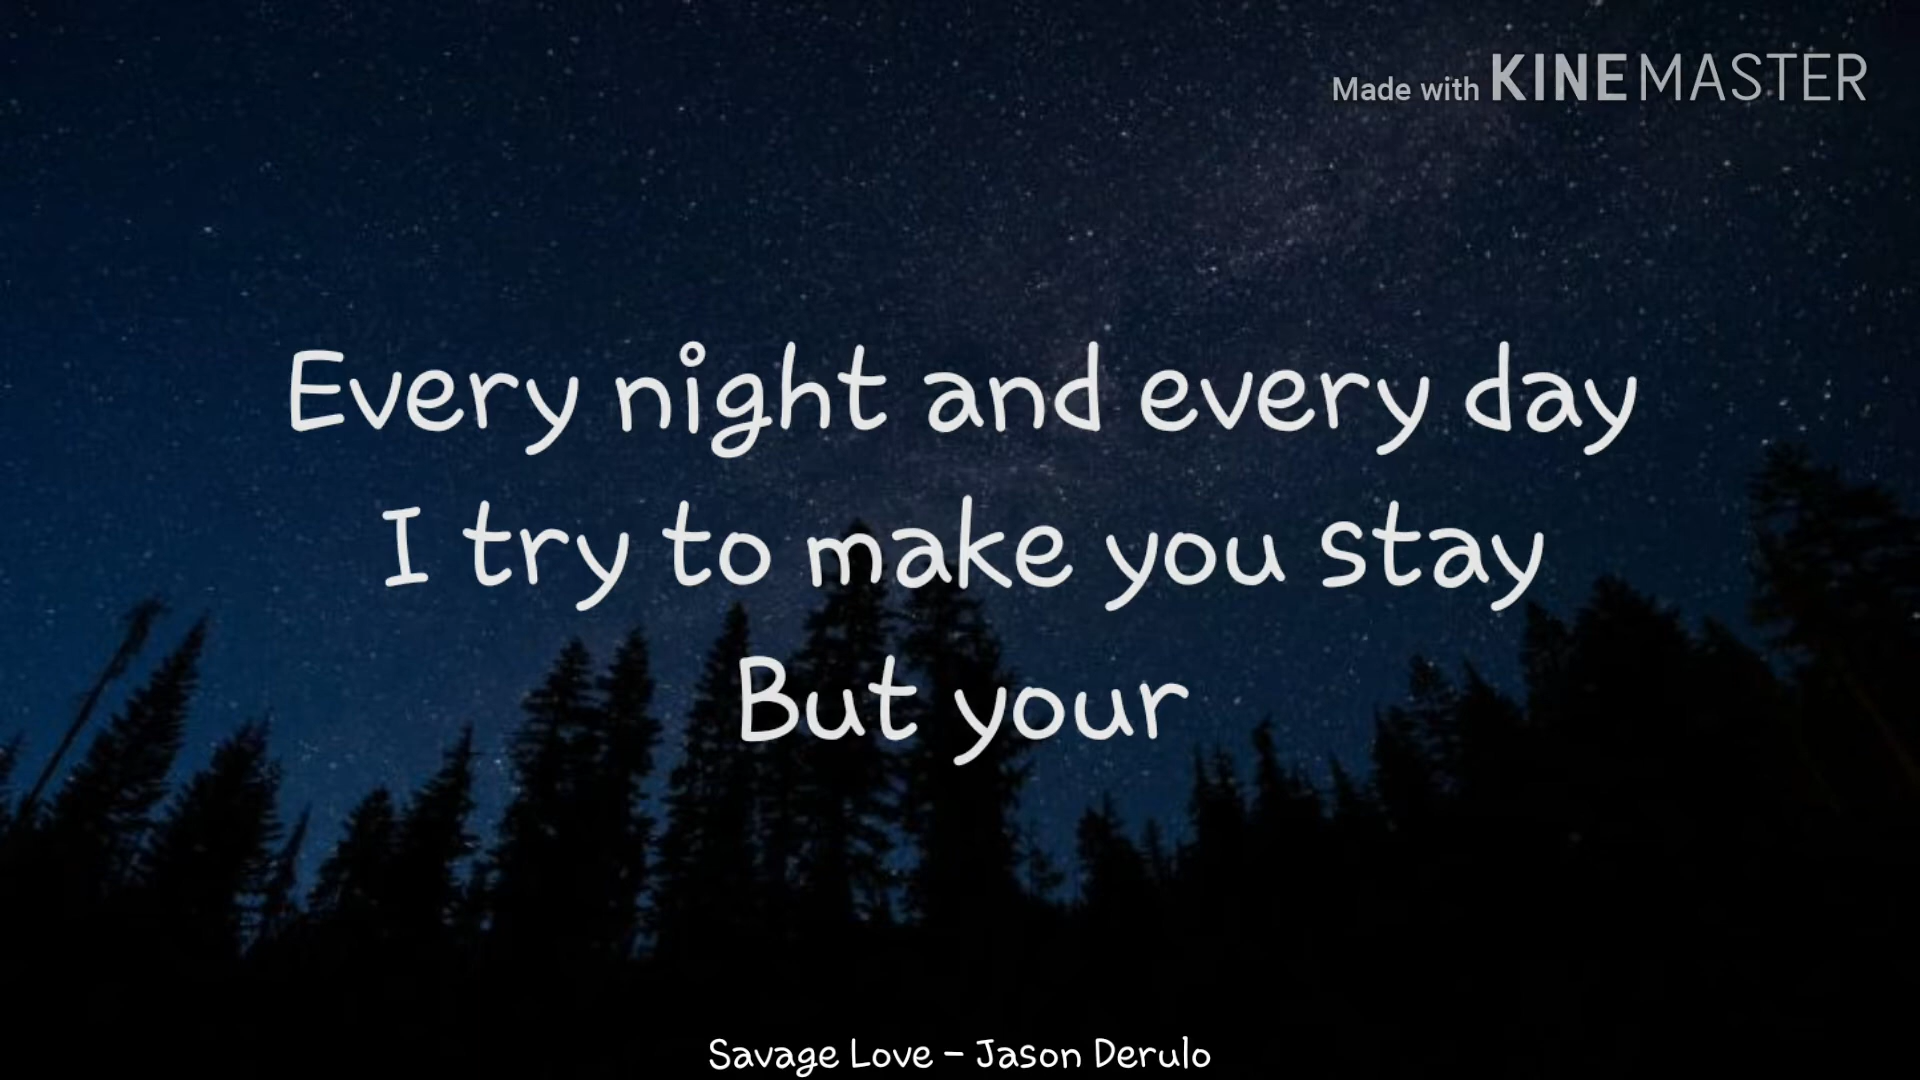 Made with KINEMASTER
Every night and every day
I try to make you stay
But your
Savage Love - Jason Derulo